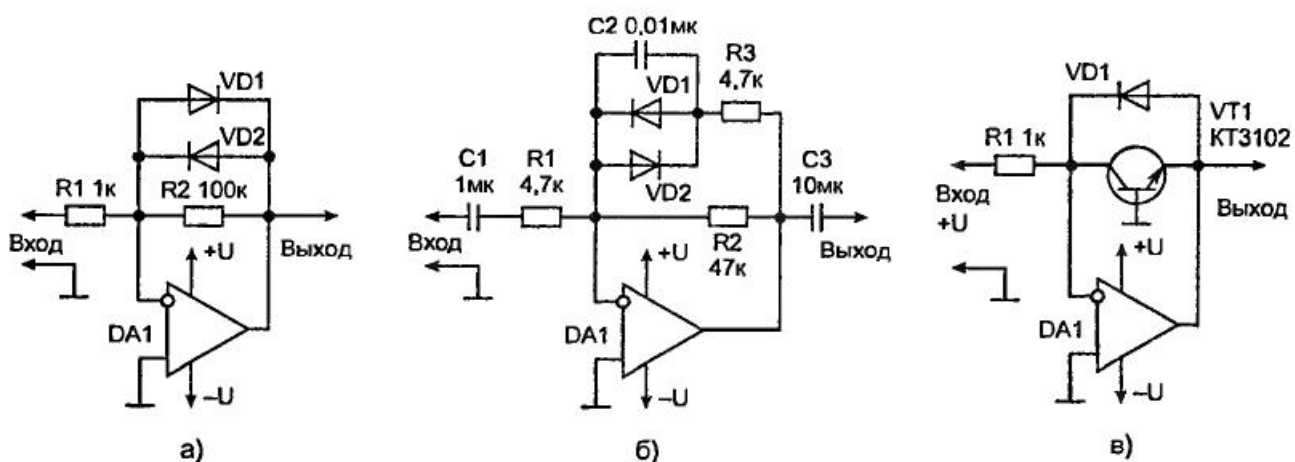 VD1
VD2
R1 1к
R2 100к
Вход
Выход
+U
DA1
–U
а)
C2 0,01мк
VD1
R3
4,7к
VD2
C1
1мк
R1
4,7к
C3
10мк
R2
47к
Вход
Выход
+U
DA1
–U
б)
VD1
VT1
КТ3102
R1 1к
Вход
+U
Выход
+U
DA1
–U
в)